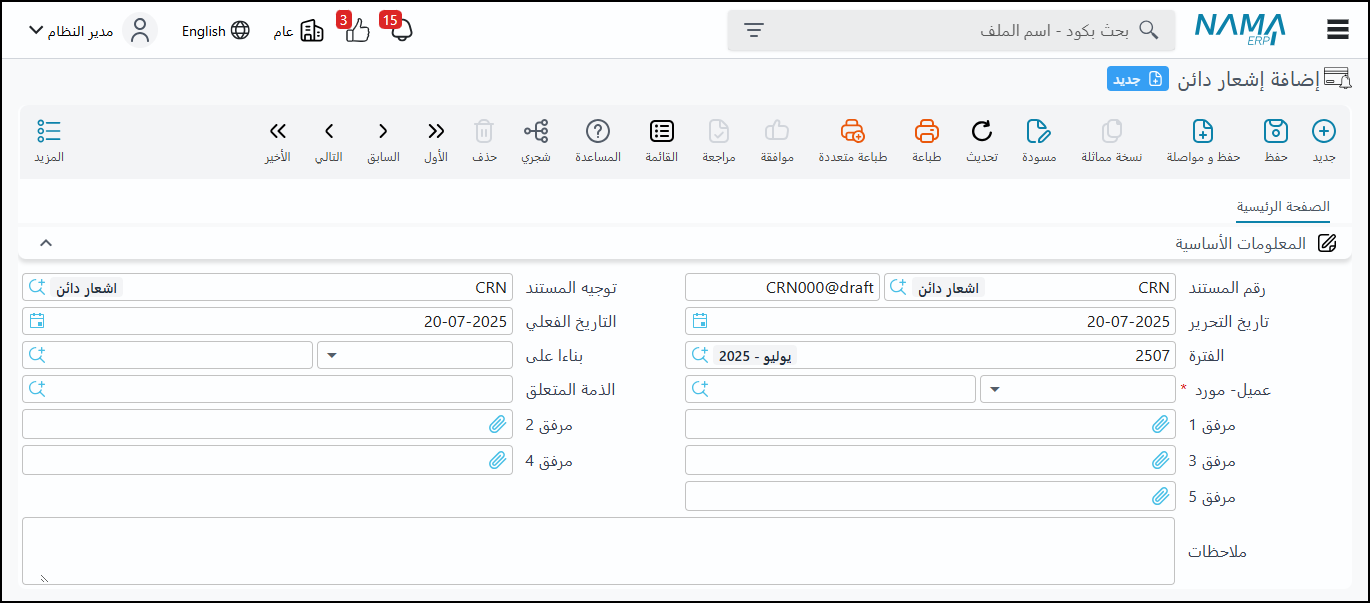 NAMA ERP
بحث بكود - اسم الملف
15
3
عام
English
مدير النظام
إضافة إشعار دائن
جديد
جديد
حفظ
حفظ و مواصلة
نسخة مماثلة
مسودة
تحديث
طباعة
طباعة متعددة
موافقة
مراجعة
القائمة
المساعدة
شجري
حذف
الأول
السابق
التالي
الأخير
المزيد
الصفحة الرئيسية
المعلومات الأساسية
رقم المستند CRN اشعار دائن CRN000@draft
توجيه المستند CRN اشعار دائن
تاريخ التحرير 20-07-2025
التاريخ الفعلي 20-07-2025
الفترة 2507 يوليو - 2025
بناءا على
عميل- مورد *
الذمة المتعلق
مرفق 1
مرفق 2
مرفق 3
مرفق 4
مرفق 5
ملاحظات